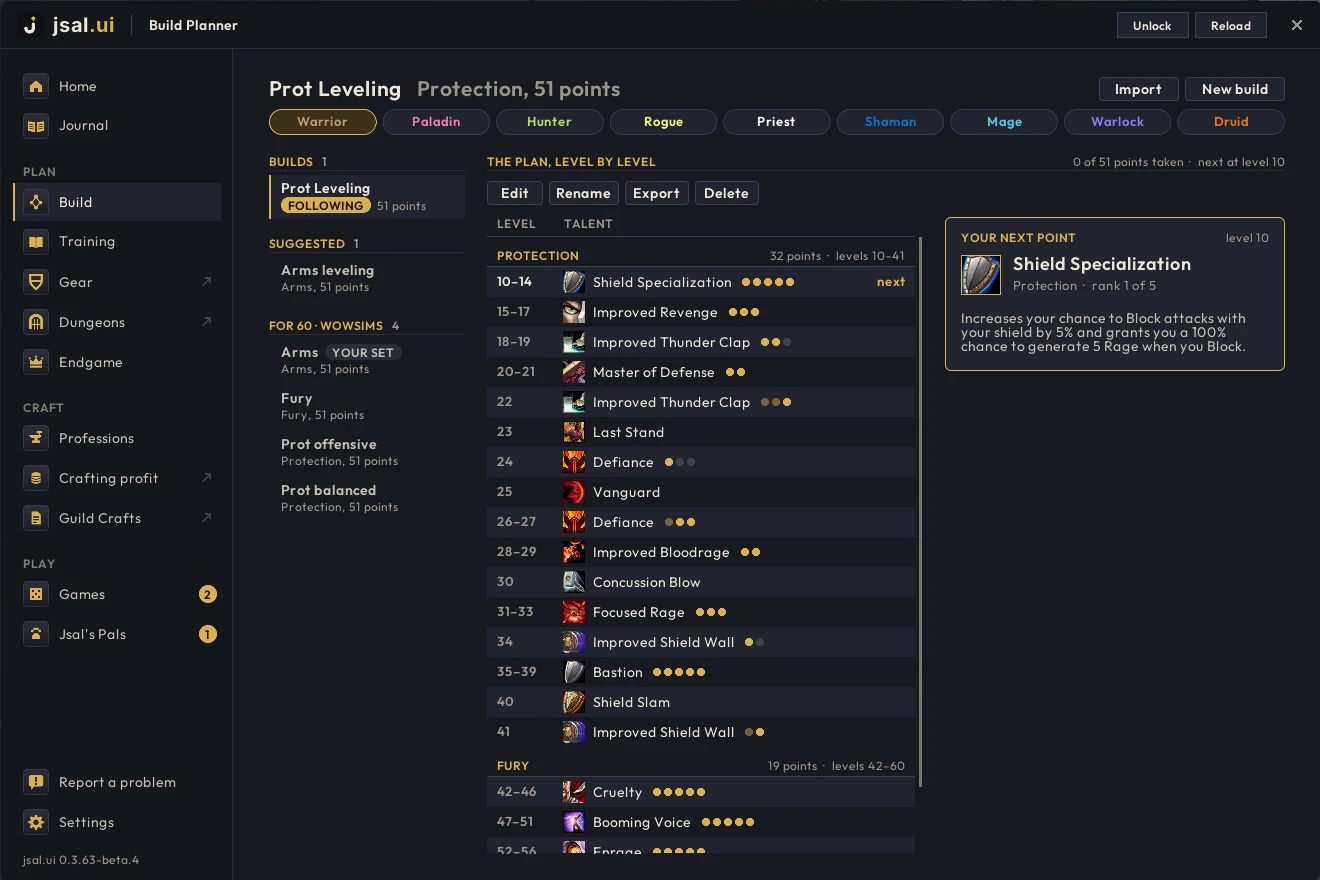 jsal.ui
Build Planner
Unlock
Reload
Home
Journal
PLAN
Build
Training
Gear
Dungeons
Endgame
CRAFT
Professions
Crafting profit
Guild Crafts
PLAY
Games
2
Jsal's Pals
1
Report a problem
Settings
jsal.ui 0.3.63-beta.4
Prot Leveling Protection, 51 points
Import
New build
Warrior
Paladin
Hunter
Rogue
Priest
Shaman
Mage
Warlock
Druid
BUILDS 1
Prot Leveling
FOLLOWING 51 points
SUGGESTED 1
Arms leveling
Arms, 51 points
FOR 60 · WOWSIMS 4
Arms YOUR SET
Arms, 51 points
Fury
Fury, 51 points
Prot offensive
Protection, 51 points
Prot balanced
Protection, 51 points
THE PLAN, LEVEL BY LEVEL
0 of 51 points taken · next at level 10
Edit
Rename
Export
Delete
LEVEL TALENT
PROTECTION 32 points · levels 10–41
10–14 Shield Specialization next
15–17 Improved Revenge
18–19 Improved Thunder Clap
20–21 Master of Defense
22 Improved Thunder Clap
23 Last Stand
24 Defiance
25 Vanguard
26–27 Defiance
28–29 Improved Bloodrage
30 Concussion Blow
31–33 Focused Rage
34 Improved Shield Wall
35–39 Bastion
40 Shield Slam
41 Improved Shield Wall
FURY 19 points · levels 42–60
42–46 Cruelty
47–51 Booming Voice
52–56 Enrage
YOUR NEXT POINT level 10
Shield Specialization
Protection · rank 1 of 5
Increases your chance to Block attacks with
your shield by 5% and grants you a 100%
chance to generate 5 Rage when you Block.